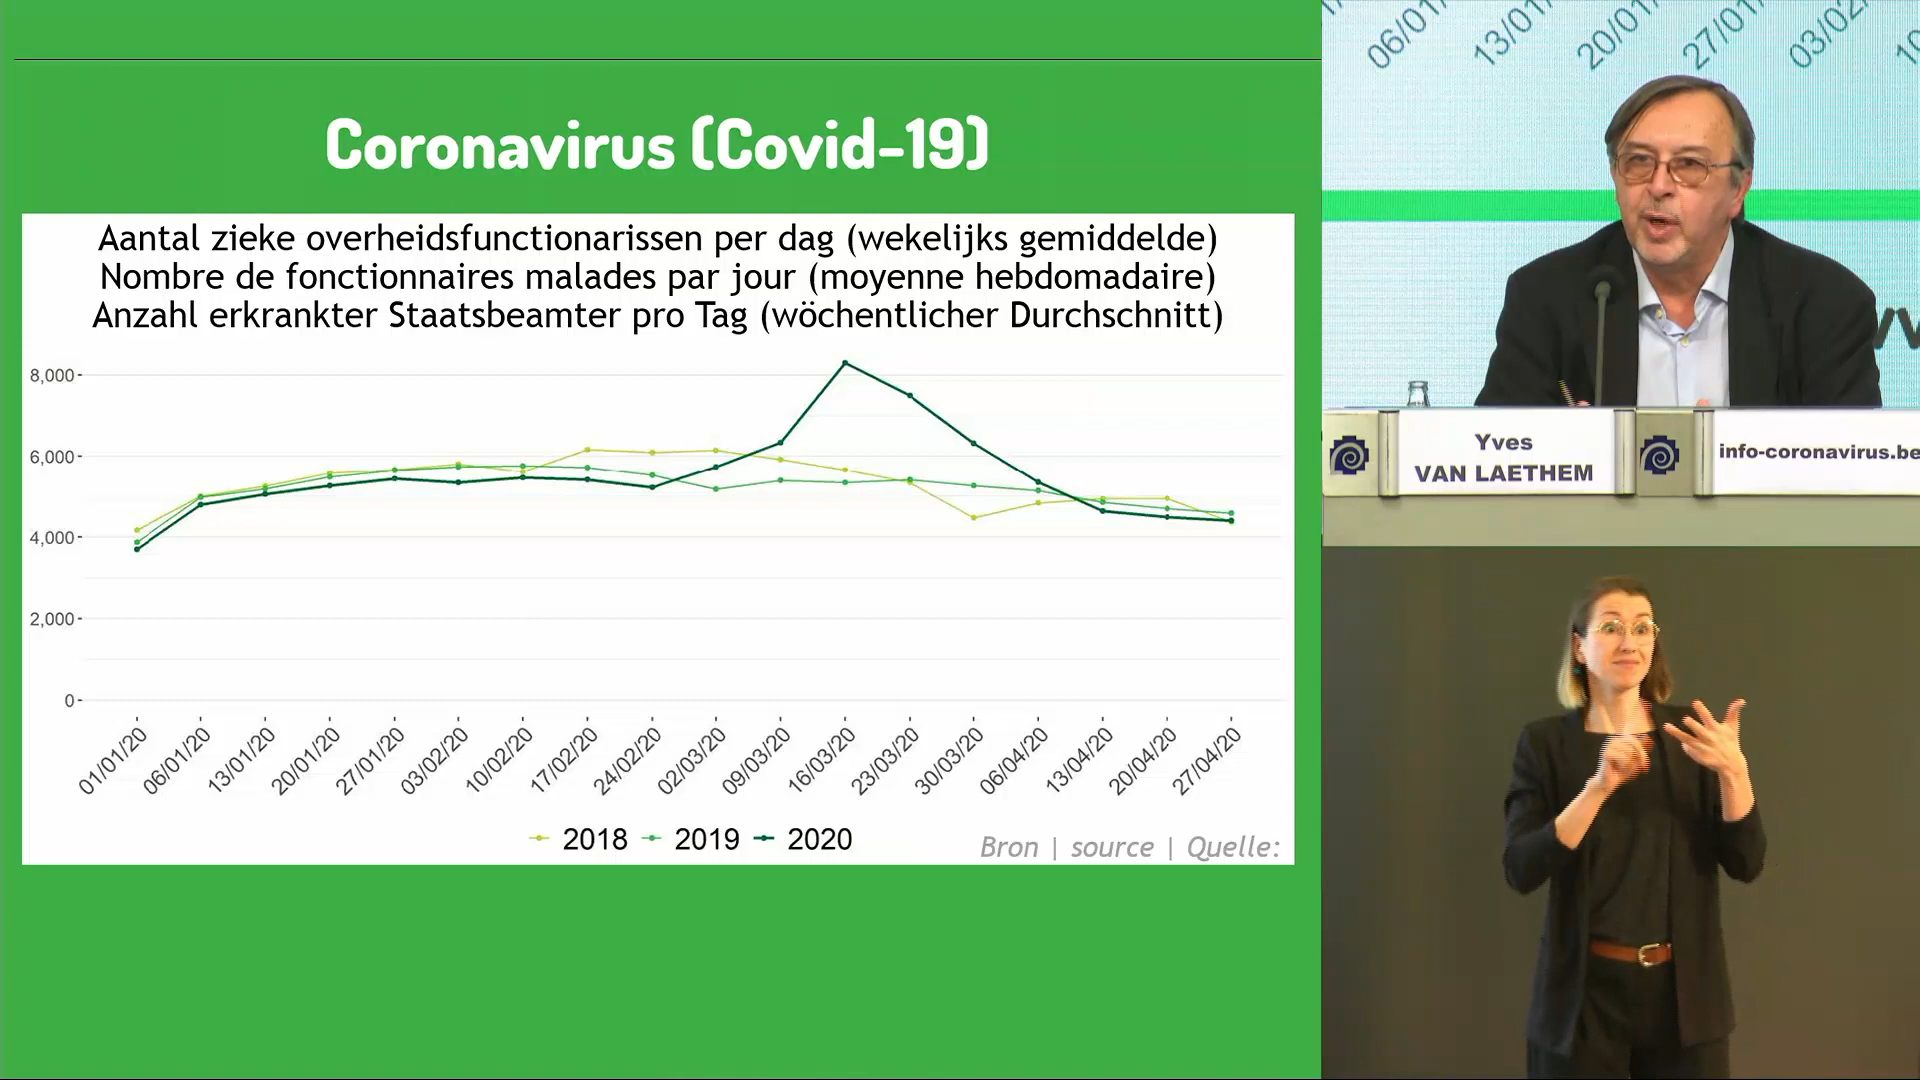 Coronavirus (Covid-19)
Aantal zieke overheidsfunctionarissen per dag (wekelijks gemiddelde)
Nombre de fonctionnaires malades par jour (moyenne hebdomadaire)
Anzahl erkrankter Staatsbeamter pro Tag (wöchentlicher Durchschnitt)
8,000
6,000
4,000
2,000
0
01/01/20 06/01/20 13/01/20 20/01/20 27/01/20 03/02/20 10/02/20 17/02/20 24/02/20 02/03/20 09/03/20 16/03/20 23/03/20 30/03/20 06/04/20 13/04/20 20/04/20 27/04/20
2018 2019 2020
Bron | source | Quelle:
06/01/ 13/01/ 20/01/ 27/01/ 03/02/ 10
Yves
VAN LAETHEM
info-coronavirus.be